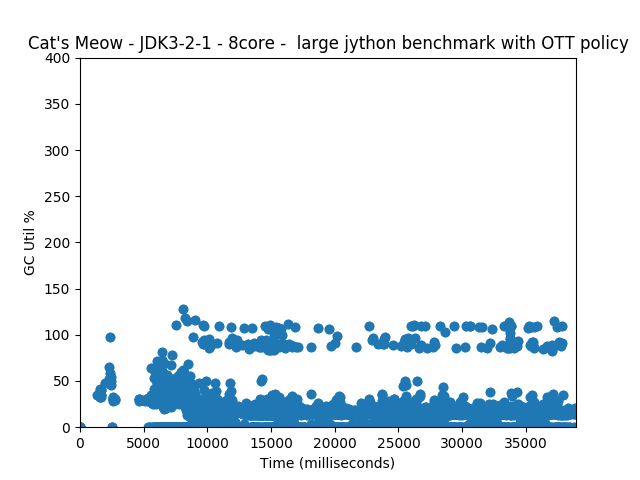 Cat's Meow - JDK3-2-1 - 8core -  large jython benchmark with OTT policy
400
350
300
250
200
150
100
50
0
GC Util %
0 5000 10000 15000 20000 25000 30000 35000
Time (milliseconds)